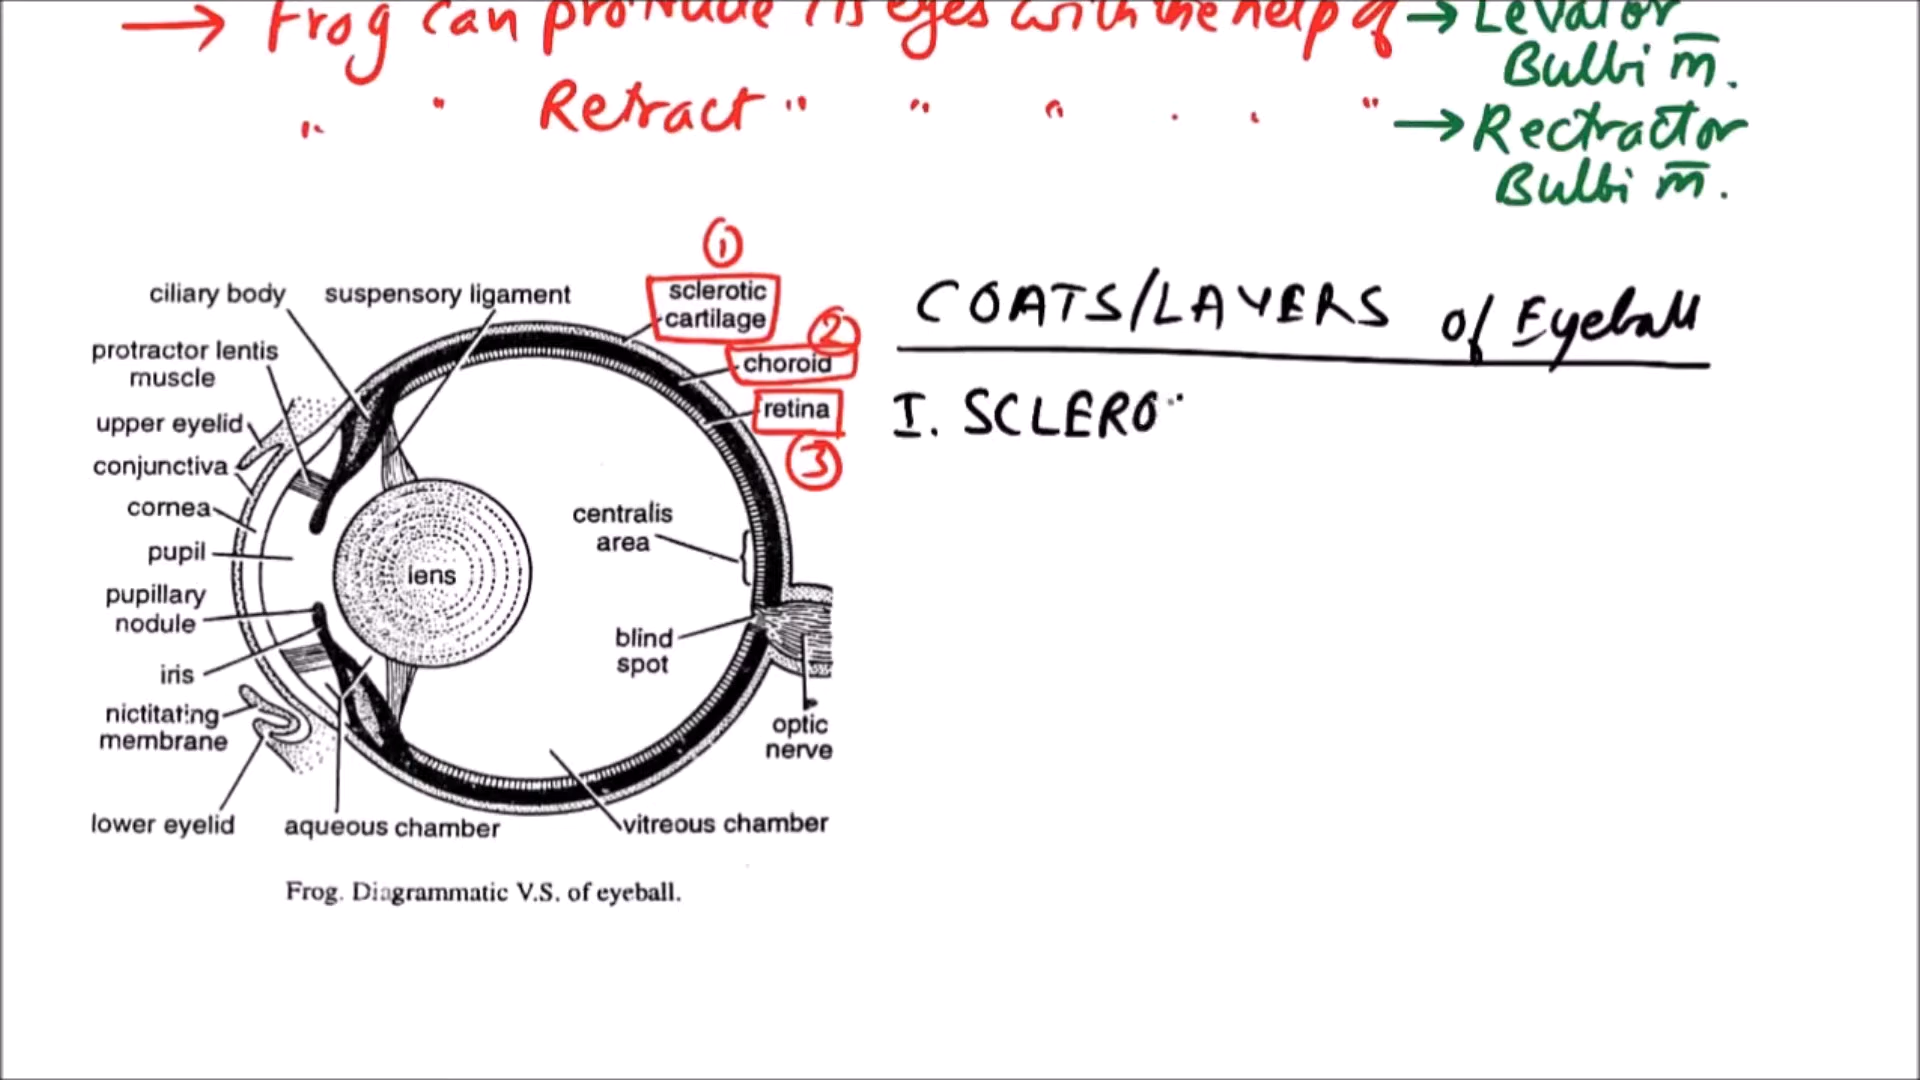 → Frog can protrude its eyes with the help of → Levator
Bulbi m̅.
" " Retract " " " . . " → Rectractor
Bulbi m̅.
①
ciliary body
suspensory ligament
sclerotic
cartilage
②
protractor lentis
muscle
choroid
upper eyelid
retina
conjunctiva
③
cornea
centralis
area
pupil
lens
pupillary
nodule
blind
spot
iris
nictitating
membrane
optic
nerve
lower eyelid
aqueous chamber
vitreous chamber
Frog. Diagrammatic V.S. of eyeball.
COATS/LAYERS of Eyeball
I. SCLERO